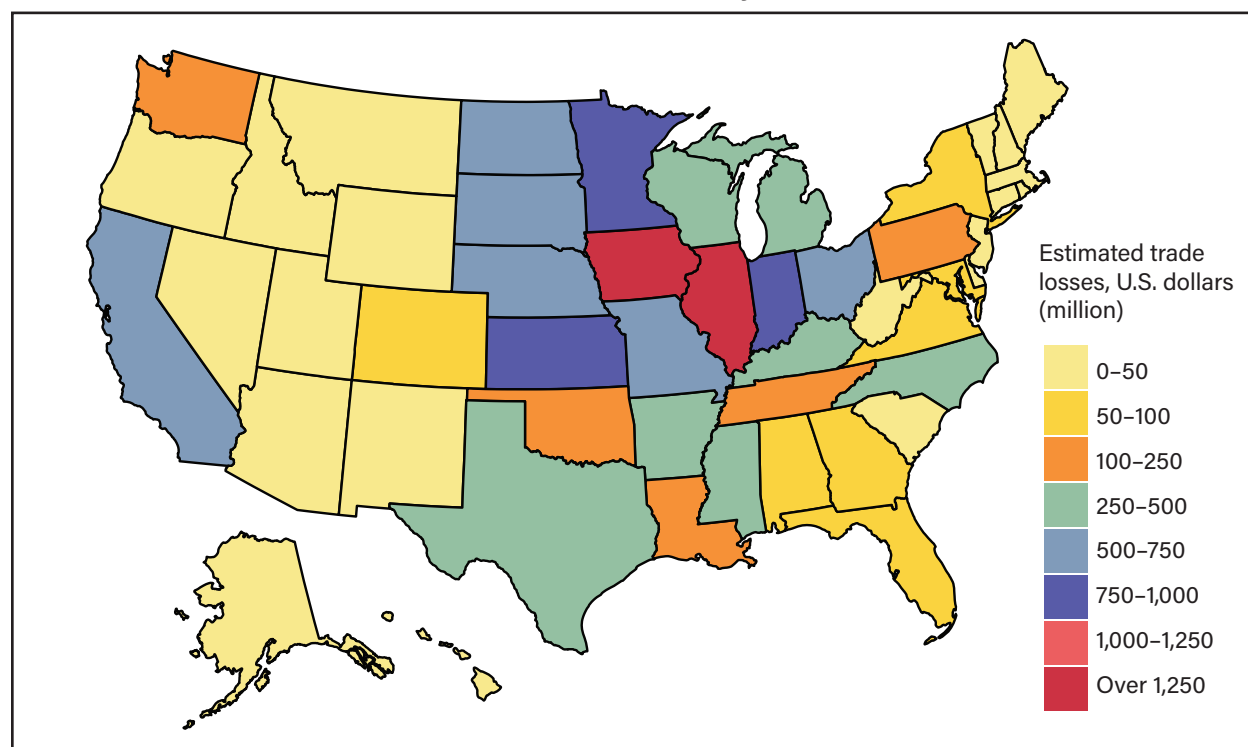 Estimated trade
losses, U.S. dollars
(million)
0–50
50–100
100–250
250–500
500–750
750–1,000
1,000–1,250
Over 1,250